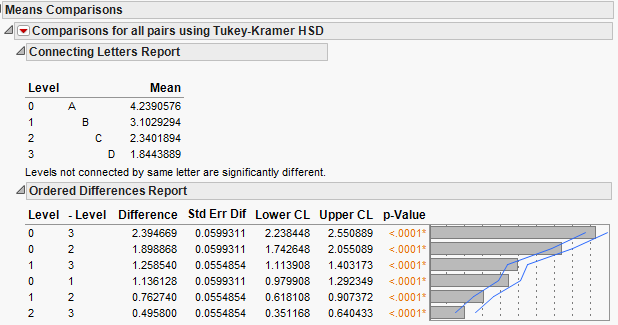 Means Comparisons
Comparisons for all pairs using Tukey-Kramer HSD
Connecting Letters Report
Level Mean
0 A 4.2390576
1 B 3.1029294
2 C 2.3401894
3 D 1.8443889
Levels not connected by same letter are significantly different.
Ordered Differences Report
Level - Level Difference Std Err Dif Lower CL Upper CL p-Value
0 3 2.394669 0.0599311 2.238448 2.550889 <.0001*
0 2 1.898868 0.0599311 1.742648 2.055089 <.0001*
1 3 1.258540 0.0554854 1.113908 1.403173 <.0001*
0 1 1.136128 0.0599311 0.979908 1.292349 <.0001*
1 2 0.762740 0.0554854 0.618108 0.907372 <.0001*
2 3 0.495800 0.0554854 0.351168 0.640433 <.0001*